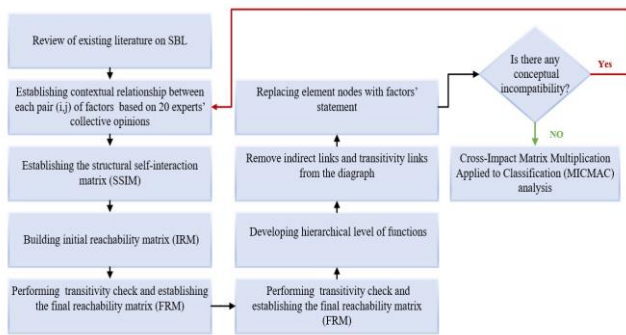 Review of existing literature on SBL
Establishing contextual relationship between
each pair (i,j) of factors based on 20 experts'
collective opinions
Establishing the structural self-interaction
matrix (SSIM)
Building initial reachability matrix (IRM)
Performing transitivity check and establishing
the final reachability matrix (FRM)
Performing transitivity check and
establishing the final reachability matrix
(FRM)
Developing hierarchical level of functions
Remove indirect links and transitivity links
from the diagraph
Replacing element nodes with factors'
statement
Is there any
conceptual
incompatibility?
Yes
NO
Cross-Impact Matrix Multiplication
Applied to Classification (MICMAC)
analysis